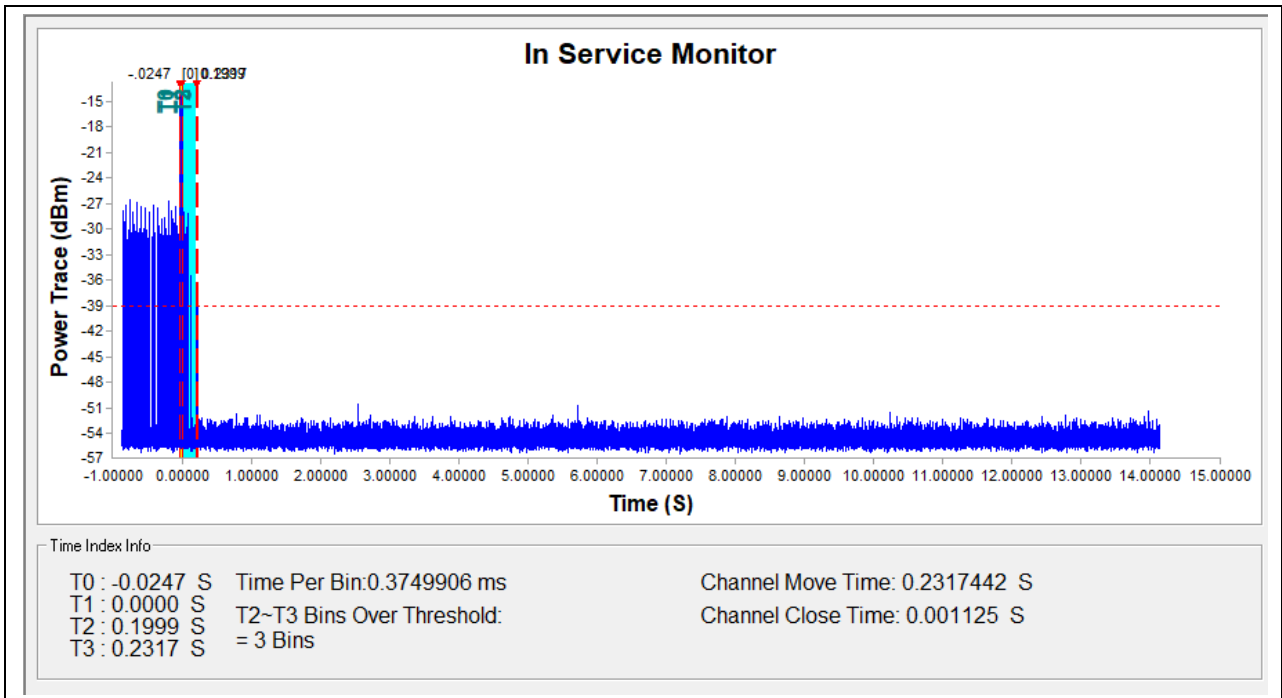 In Service Monitor
-.0247 [0]
T0
T2
Power Trace (dBm)
-15
-18
-21
-24
-27
-30
-33
-36
-39
-42
-45
-48
-51
-54
-57
-1.00000 0.00000 1.00000 2.00000 3.00000 4.00000 5.00000 6.00000 7.00000 8.00000 9.00000 10.00000 11.00000 12.00000 13.00000 14.00000 15.00000
Time (S)
Time Index Info
T0 : -0.0247 S
T1 : 0.0000 S
T2 : 0.1999 S
T3 : 0.2317 S
Time Per Bin:0.3749906 ms
T2~T3 Bins Over Threshold:
= 3 Bins
Channel Move Time: 0.2317442 S
Channel Close Time: 0.001125 S